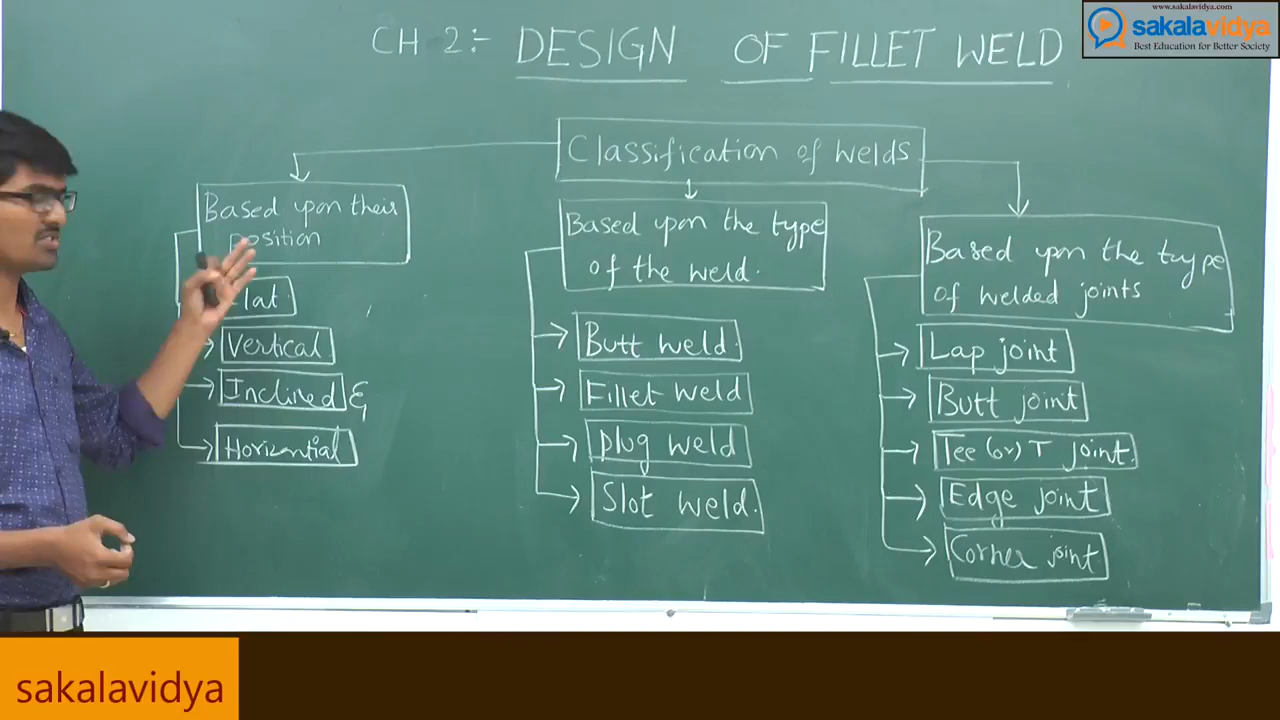 www.sakalavidya.com
sakalavidya
Best Education for Better Society
CH 2:- DESIGN OF FILLET WELD
Classification of welds
Based upon their
position
lat
Vertical
Inclined &
Horizontial
Based upon the type
of the weld.
Butt weld.
Fillet weld
plug weld
Slot weld.
Based upon the type
of welded joints
Lap joint
Butt joint
Tee (or) T joint.
Edge joint
Corner joint
sakalavidya